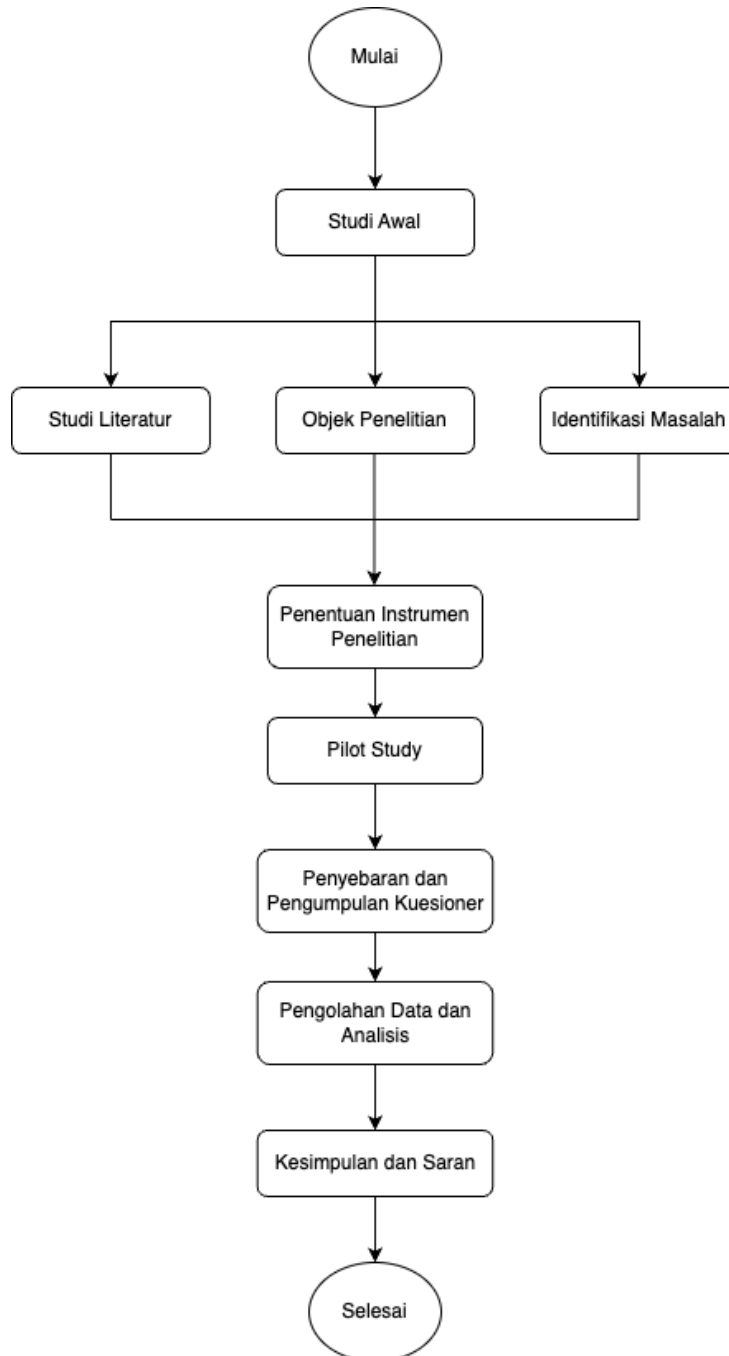 Mulai
Studi Awal
Studi Literatur
Objek Penelitian
Identifikasi Masalah
Penentuan Instrumen
Penelitian
Pilot Study
Penyebaran dan
Pengumpulan Kuesioner
Pengolahan Data dan
Analisis
Kesimpulan dan Saran
Selesai